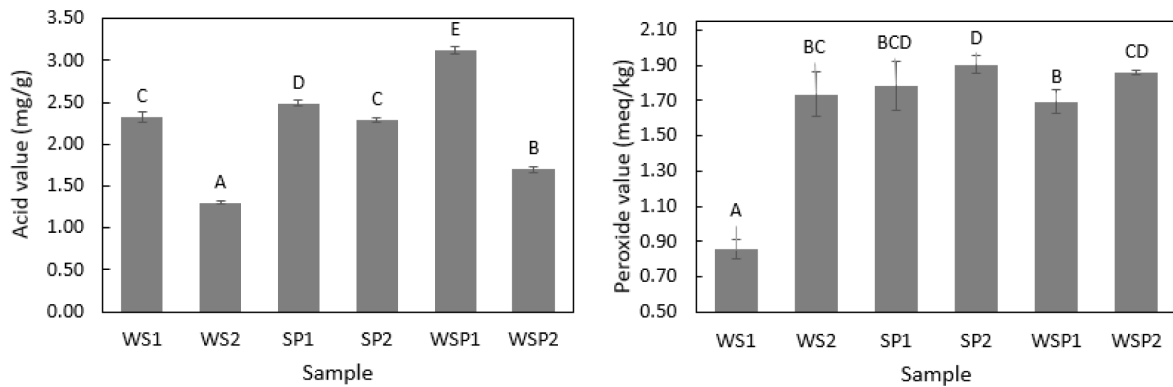 Acid value (mg/g)
3.50
3.00
2.50
2.00
1.50
1.00
0.50
0.00
C
A
D
C
E
B
WS1 WS2 SP1 SP2 WSP1 WSP2
Sample
Peroxide value (meq/kg)
2.10
1.90
1.70
1.50
1.30
1.10
0.90
0.70
0.50
A
BC
BCD
D
B
CD
WS1 WS2 SP1 SP2 WSP1 WSP2
Sample